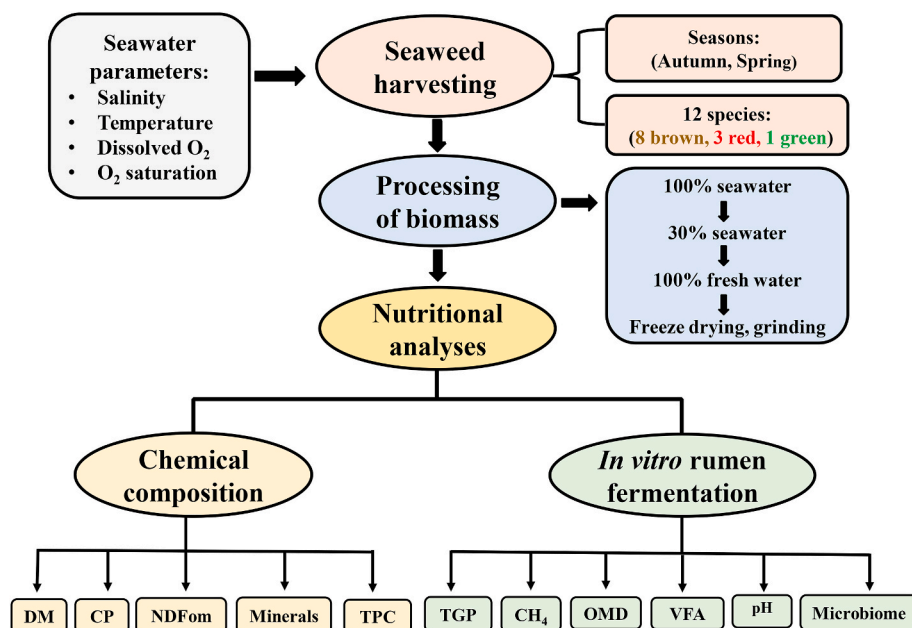 Seawater
parameters:
• Salinity
• Temperature
• Dissolved O₂
• O₂ saturation
Seaweed
harvesting
Seasons:
(Autumn, Spring)
12 species:
(8 brown, 3 red, 1 green)
Processing
of biomass
100% seawater
30% seawater
100% fresh water
Freeze drying, grinding
Nutritional
analyses
Chemical
composition
In vitro rumen
fermentation
DM
CP
NDFom
Minerals
TPC
TGP
CH₄
OMD
VFA
pH
Microbiome